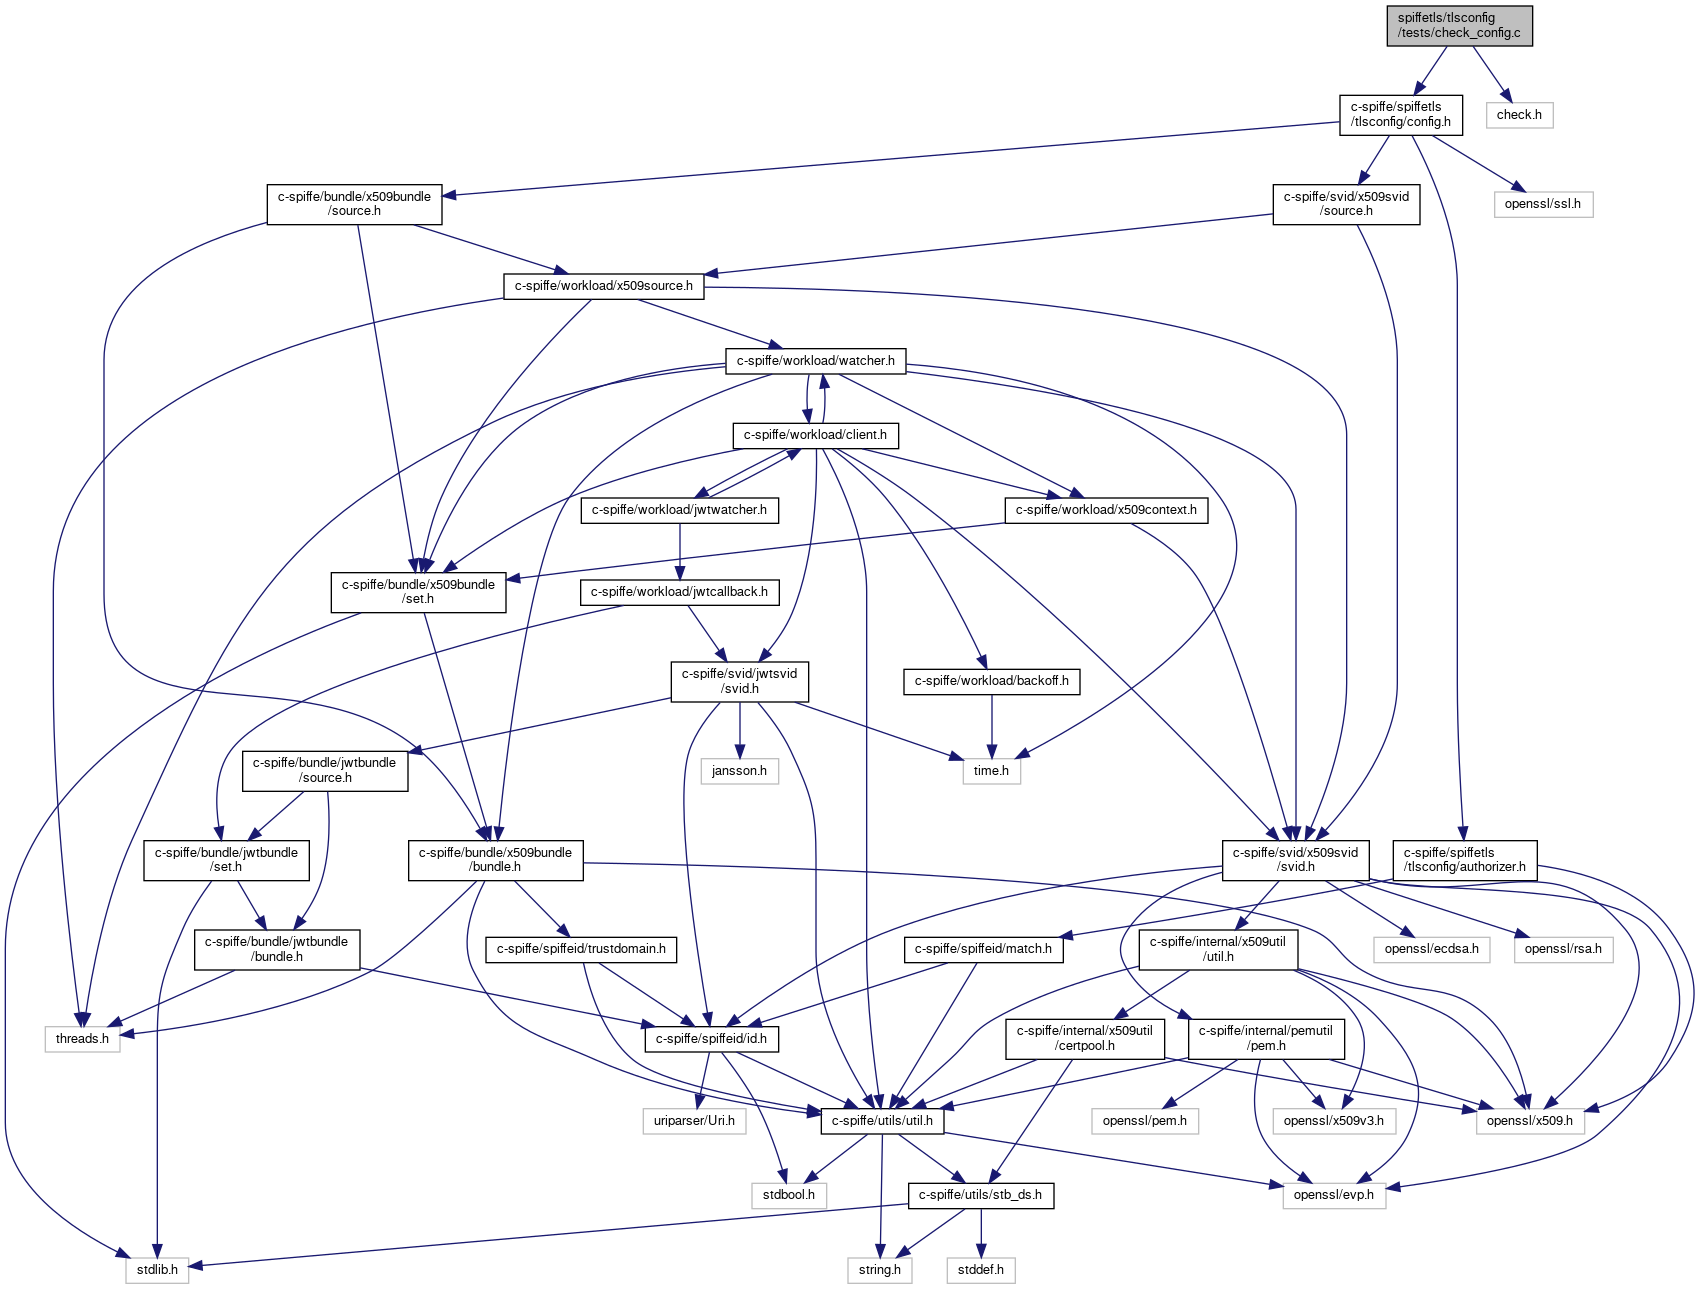 spiffetls/tlsconfig
/tests/check_config.c
c-spiffe/spiffetls
/tlsconfig/config.h
check.h
c-spiffe/bundle/x509bundle
/source.h
c-spiffe/svid/x509svid
/source.h
openssl/ssl.h
c-spiffe/workload/x509source.h
c-spiffe/workload/watcher.h
c-spiffe/workload/client.h
c-spiffe/workload/jwtwatcher.h
c-spiffe/workload/x509context.h
c-spiffe/bundle/x509bundle
/set.h
c-spiffe/workload/jwtcallback.h
c-spiffe/svid/jwtsvid
/svid.h
c-spiffe/workload/backoff.h
c-spiffe/bundle/jwtbundle
/source.h
jansson.h
time.h
c-spiffe/bundle/jwtbundle
/set.h
c-spiffe/bundle/x509bundle
/bundle.h
c-spiffe/svid/x509svid
/svid.h
c-spiffe/spiffetls
/tlsconfig/authorizer.h
c-spiffe/bundle/jwtbundle
/bundle.h
c-spiffe/spiffeid/trustdomain.h
c-spiffe/spiffeid/match.h
c-spiffe/internal/x509util
/util.h
openssl/ecdsa.h
openssl/rsa.h
threads.h
c-spiffe/spiffeid/id.h
c-spiffe/internal/x509util
/certpool.h
c-spiffe/internal/pemutil
/pem.h
uriparser/Uri.h
c-spiffe/utils/util.h
openssl/pem.h
openssl/x509v3.h
openssl/x509.h
stdbool.h
c-spiffe/utils/stb_ds.h
openssl/evp.h
stdlib.h
string.h
stddef.h